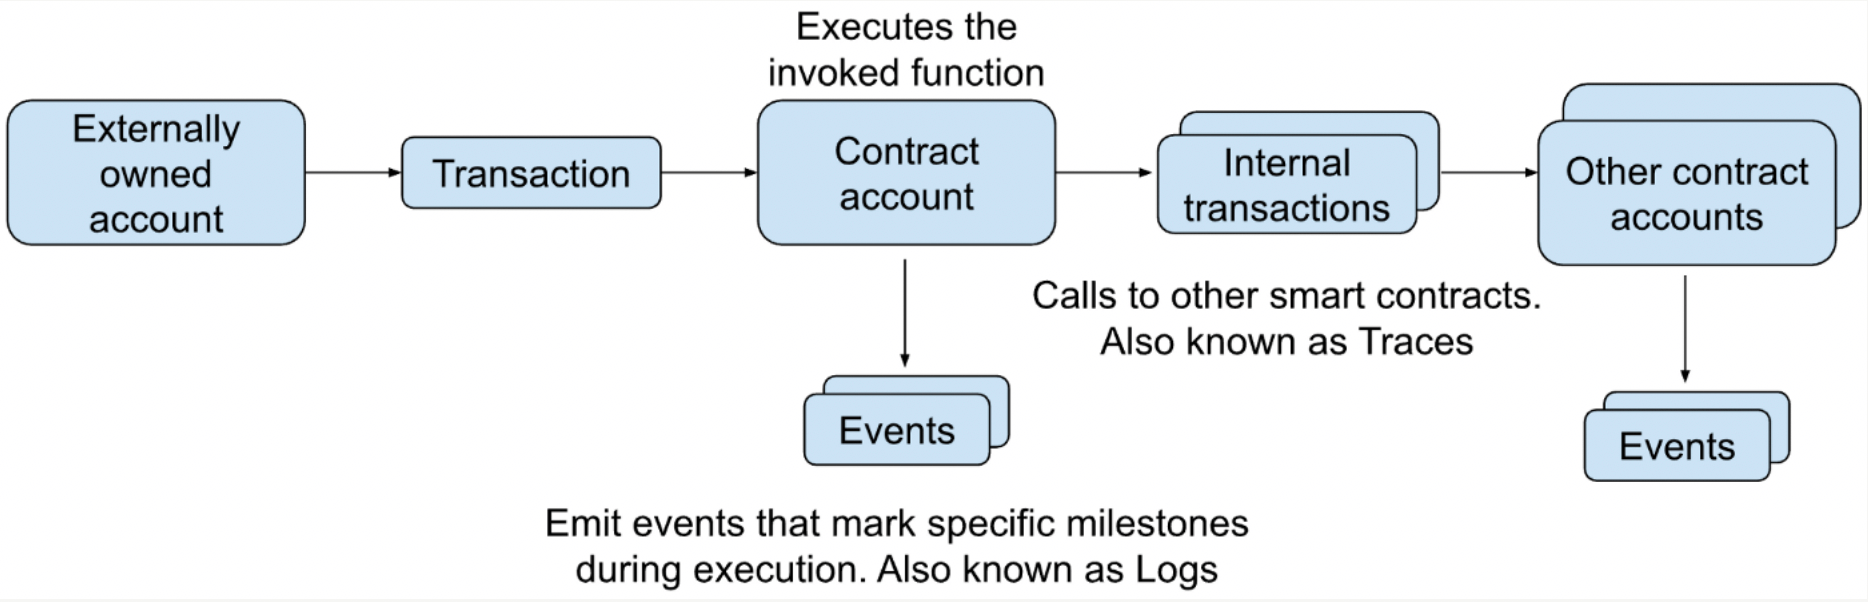 Executes the
invoked function
Externally
owned
account
Transaction
Contract
account
Internal
transactions
Other contract
accounts
Calls to other smart contracts.
Also known as Traces
Events
Events
Emit events that mark specific milestones
during execution. Also known as Logs